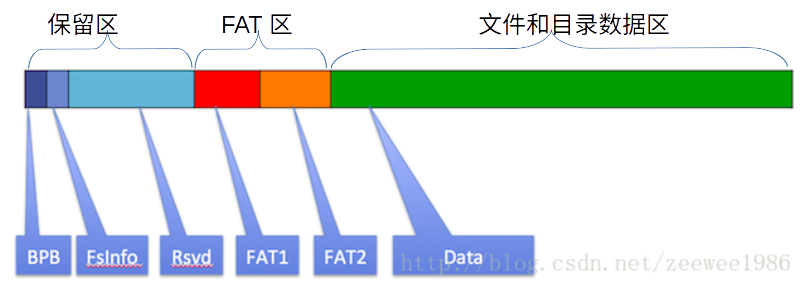 保留区
FAT 区
文件和目录数据区
BPB
FsInfo
Rsvd
FAT1
FAT2
Data
http://blog.csdn.net/zeewee1986